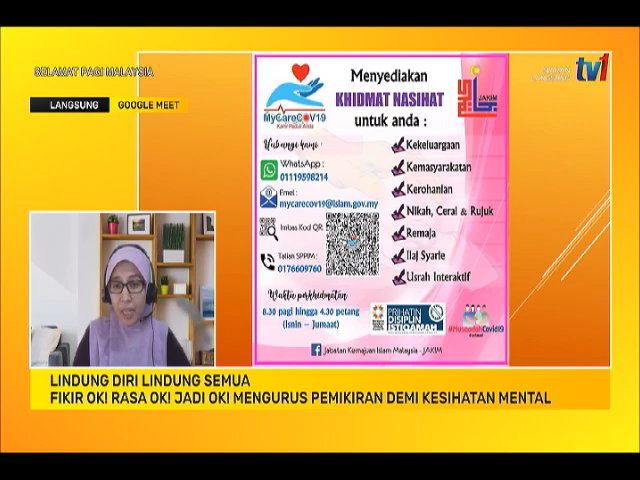 SELAMAT PAGI MALAYSIA
LANGSUNG
GOOGLE MEET
tv1
MyCareCOV19
Kami Peduli Anda
Menyediakan
KHIDMAT NASIHAT
untuk anda :
JAKIM
Hubungi kami :
WhatsApp :
01119598214
Emel :
mycarecov19@islam.gov.my
Imbas Kod QR:
Talian SPPIM :
0176609760
Kekeluargaan
Kemasyarakatan
Kerohanian
Nikah, Cerai & Rujuk
Remaja
Ilaj Syarie
Usrah Interaktif
Waktu perkhidmatan
8.30 pagi hingga 4.30 petang
(Isnin - Jumaat)
PRIHATIN
DISIPLIN
ISTIQAMAH
#MusaadahCovid19
Jabatan Kemajuan Islam Malaysia - JAKIM
LINDUNG DIRI LINDUNG SEMUA
FIKIR OK! RASA OK! JADI OK! MENGURUS PEMIKIRAN DEMI KESIHATAN MENTAL